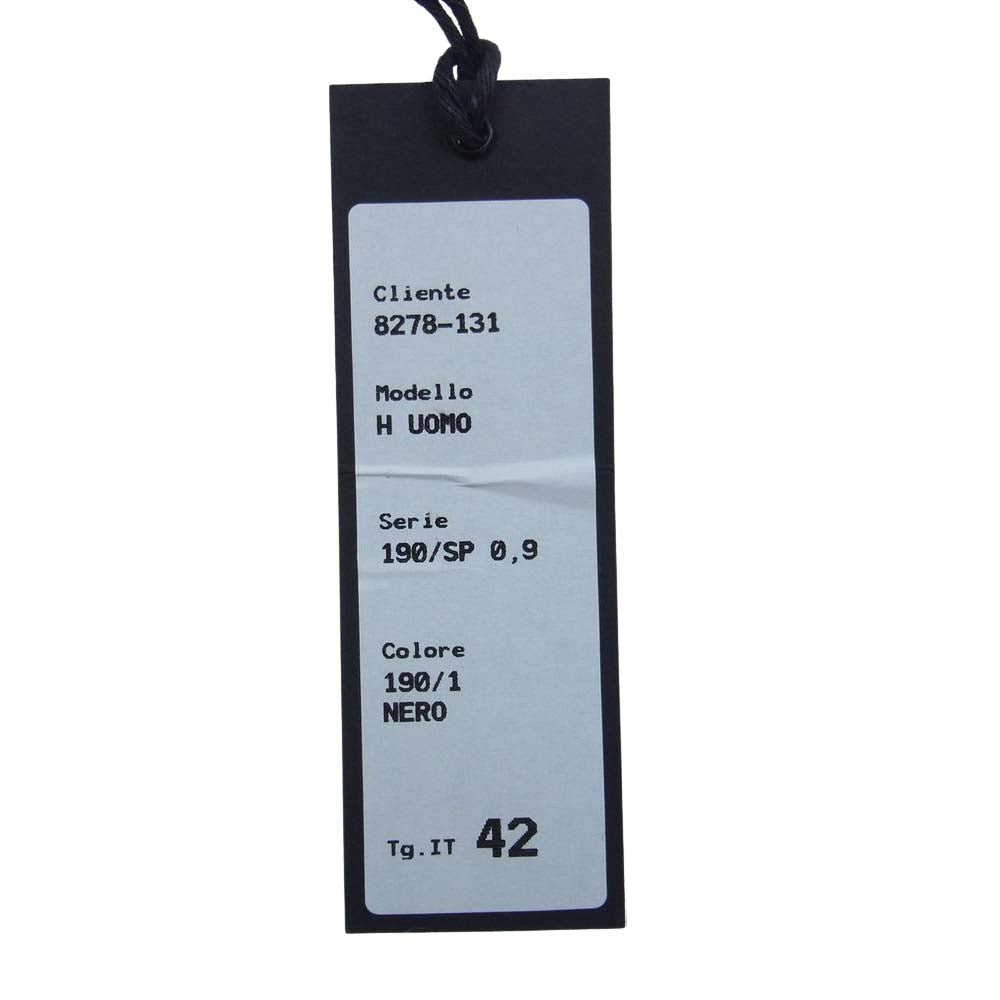 Cliente
8278-131
Modello
H UOMO
Serie
190/SP 0,9
Colore
190/1
NERO
Tg.IT 42